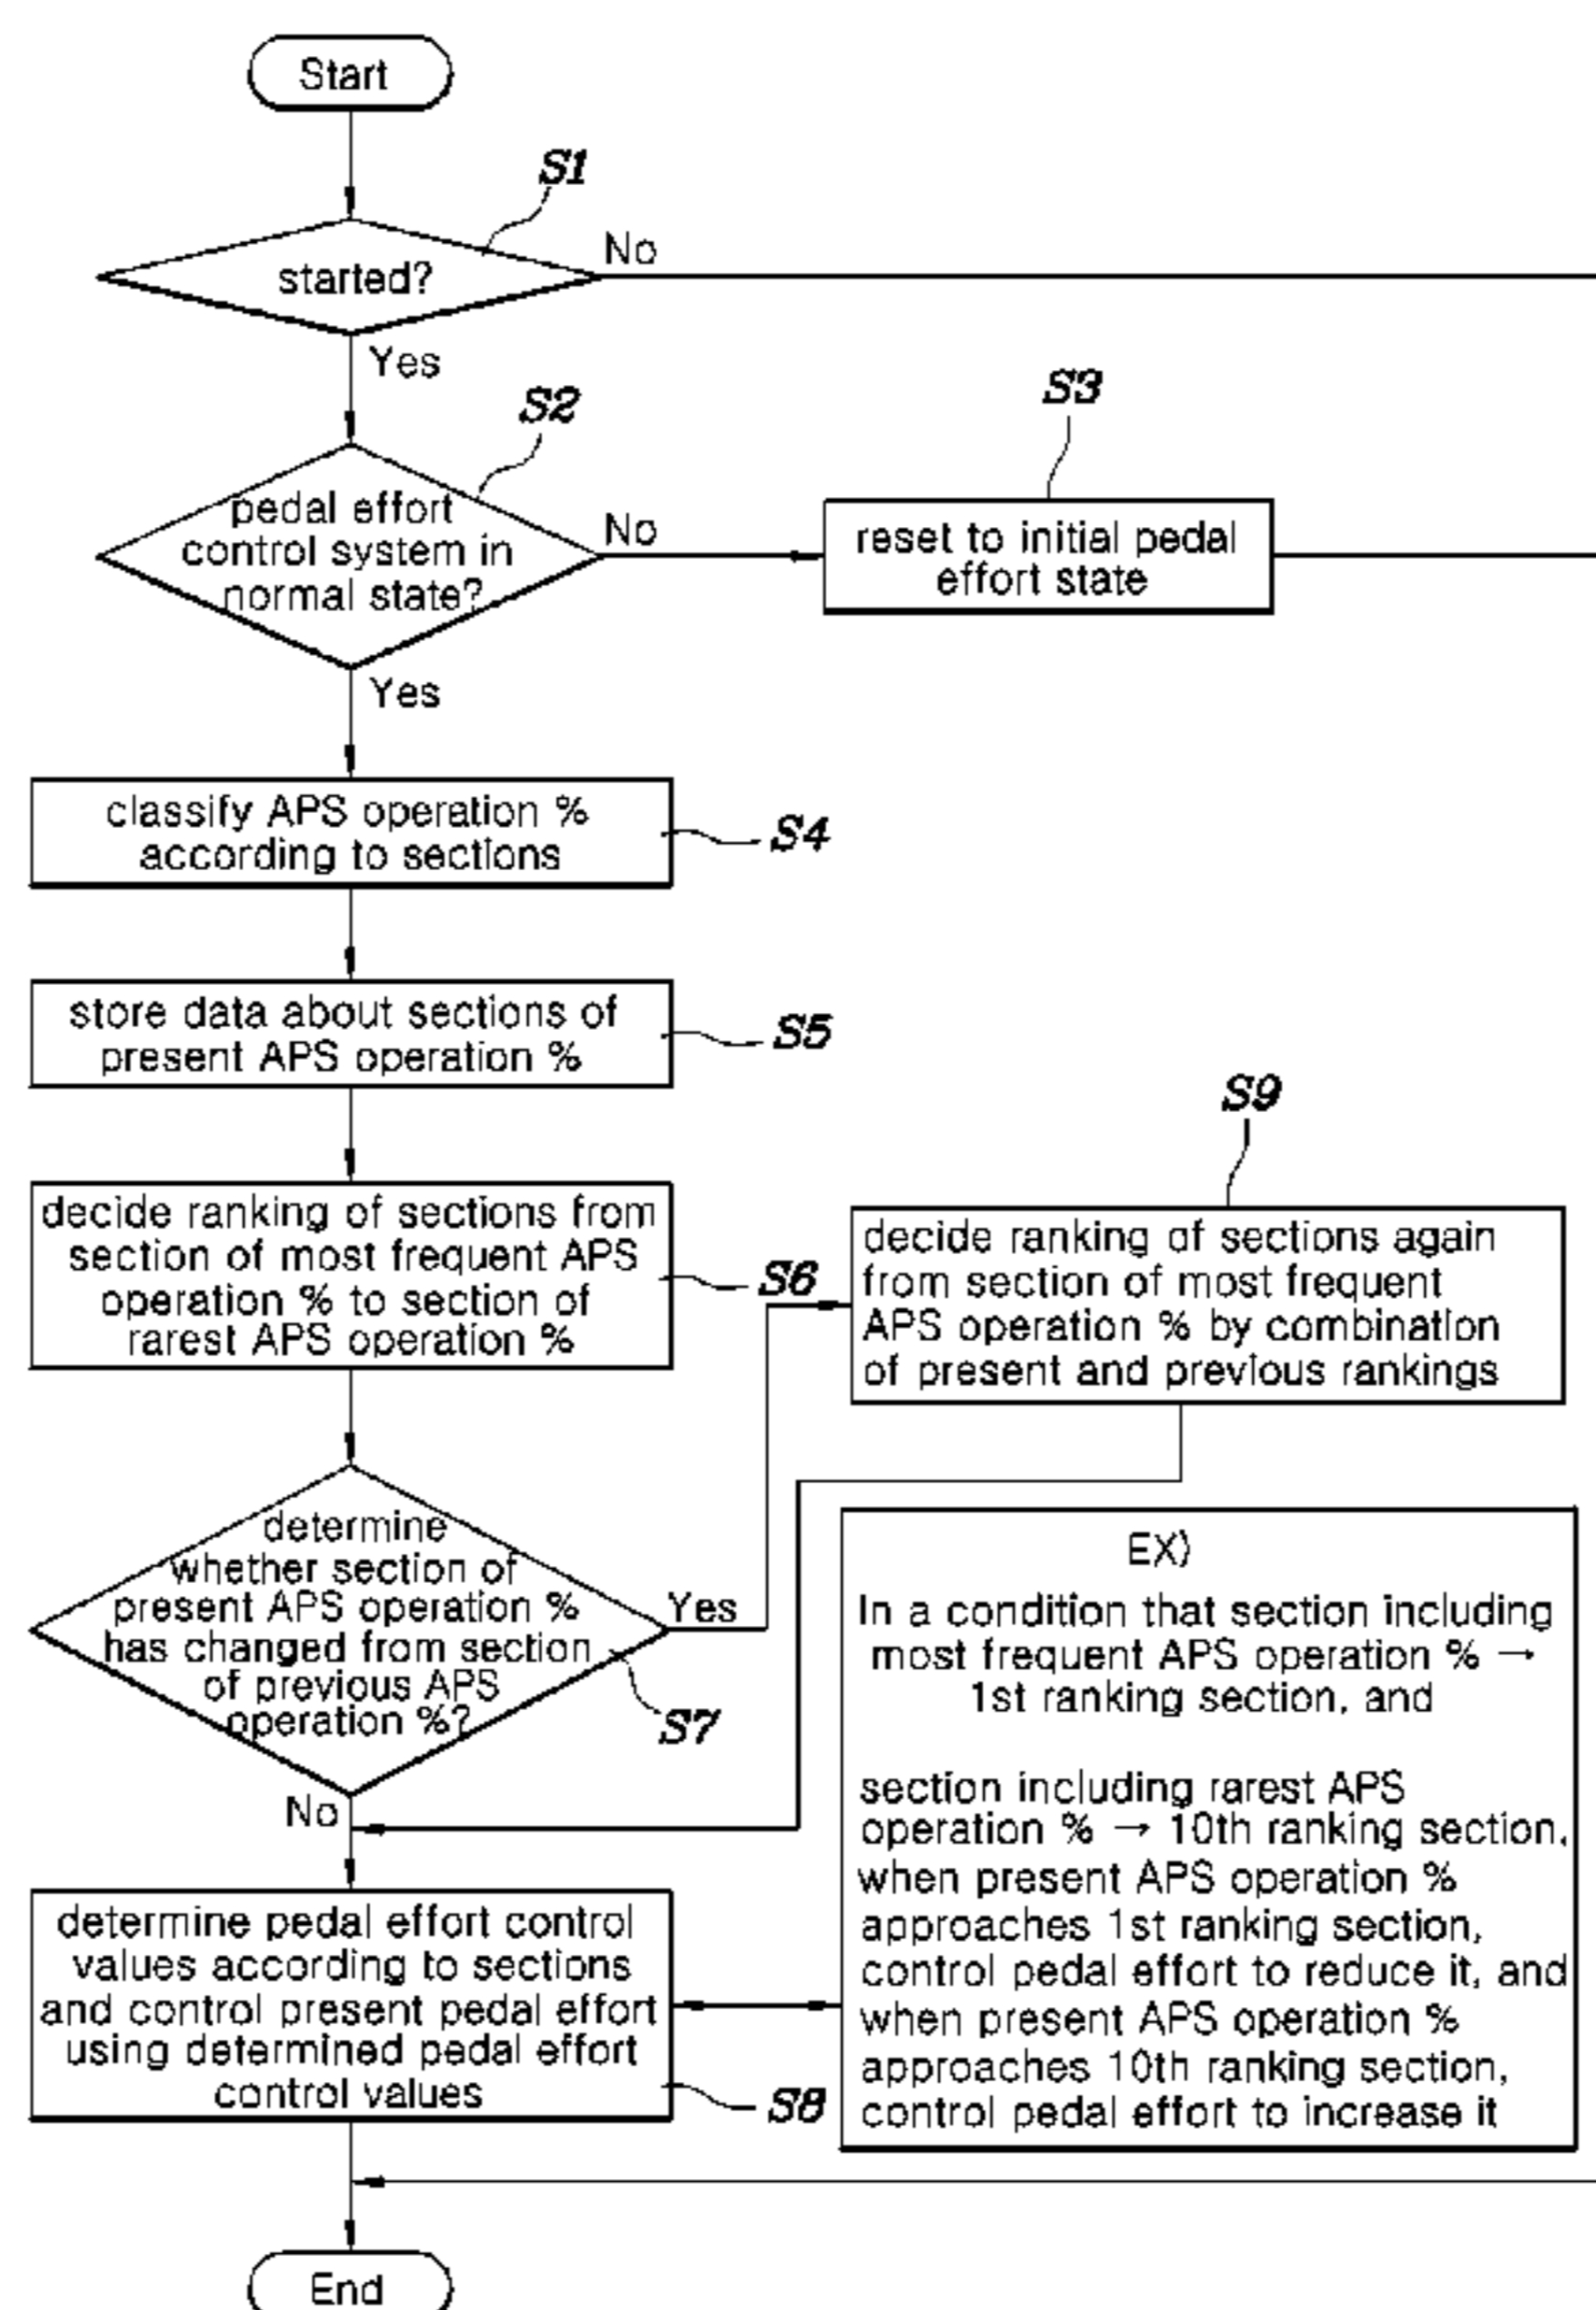 Start
S1
started?
No
Yes
S2
S3
pedal effort
control system in
normal state?
No
reset to initial pedal
effort state
Yes
classify APS operation %
according to sections
S4
store data about sections of
present APS operation %
S5
S9
decide ranking of sections from
section of most frequent APS
operation % to section of
rarest APS operation %
S6
decide ranking of sections again
from section of most frequent
APS operation % by combination
of present and previous rankings
determine
whether section of
present APS operation %
has changed from section
of previous APS
operation %?
Yes
S7
No
EX)
In a condition that section including
most frequent APS operation % →
1st ranking section, and
section including rarest APS
operation % → 10th ranking section,
when present APS operation %
approaches 1st ranking section,
control pedal effort to reduce it, and
when present APS operation %
approaches 10th ranking section,
control pedal effort to increase it
determine pedal effort control
values according to sections
and control present pedal effort
using determined pedal effort
control values
S8
End